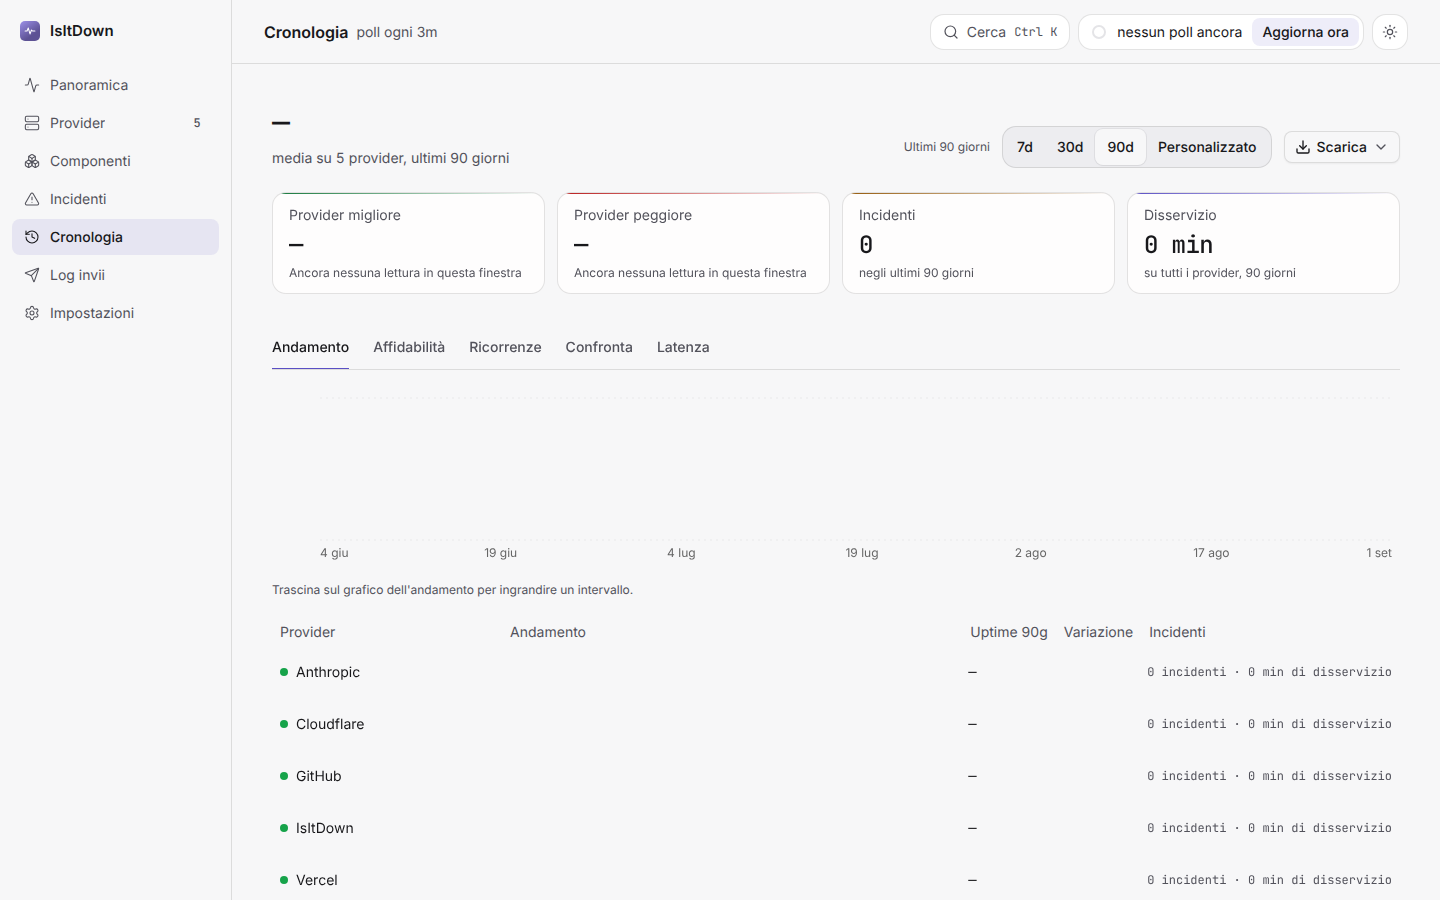 IsItDown
Panoramica
Provider 5
Componenti
Incidenti
Cronologia
Log invii
Impostazioni
Cronologia poll ogni 3m
Cerca Ctrl K
nessun poll ancora Aggiorna ora
—
media su 5 provider, ultimi 90 giorni
Ultimi 90 giorni 7d 30d 90d Personalizzato Scarica
Provider migliore
—
Ancora nessuna lettura in questa finestra
Provider peggiore
—
Ancora nessuna lettura in questa finestra
Incidenti
0
negli ultimi 90 giorni
Disservizio
0 min
su tutti i provider, 90 giorni
Andamento Affidabilità Ricorrenze Confronta Latenza
4 giu 19 giu 4 lug 19 lug 2 ago 17 ago 1 set
Trascina sul grafico dell'andamento per ingrandire un intervallo.
Provider Andamento Uptime 90g Variazione Incidenti
Anthropic — 0 incidenti · 0 min di disservizio
Cloudflare — 0 incidenti · 0 min di disservizio
GitHub — 0 incidenti · 0 min di disservizio
IsItDown — 0 incidenti · 0 min di disservizio
Vercel — 0 incidenti · 0 min di disservizio